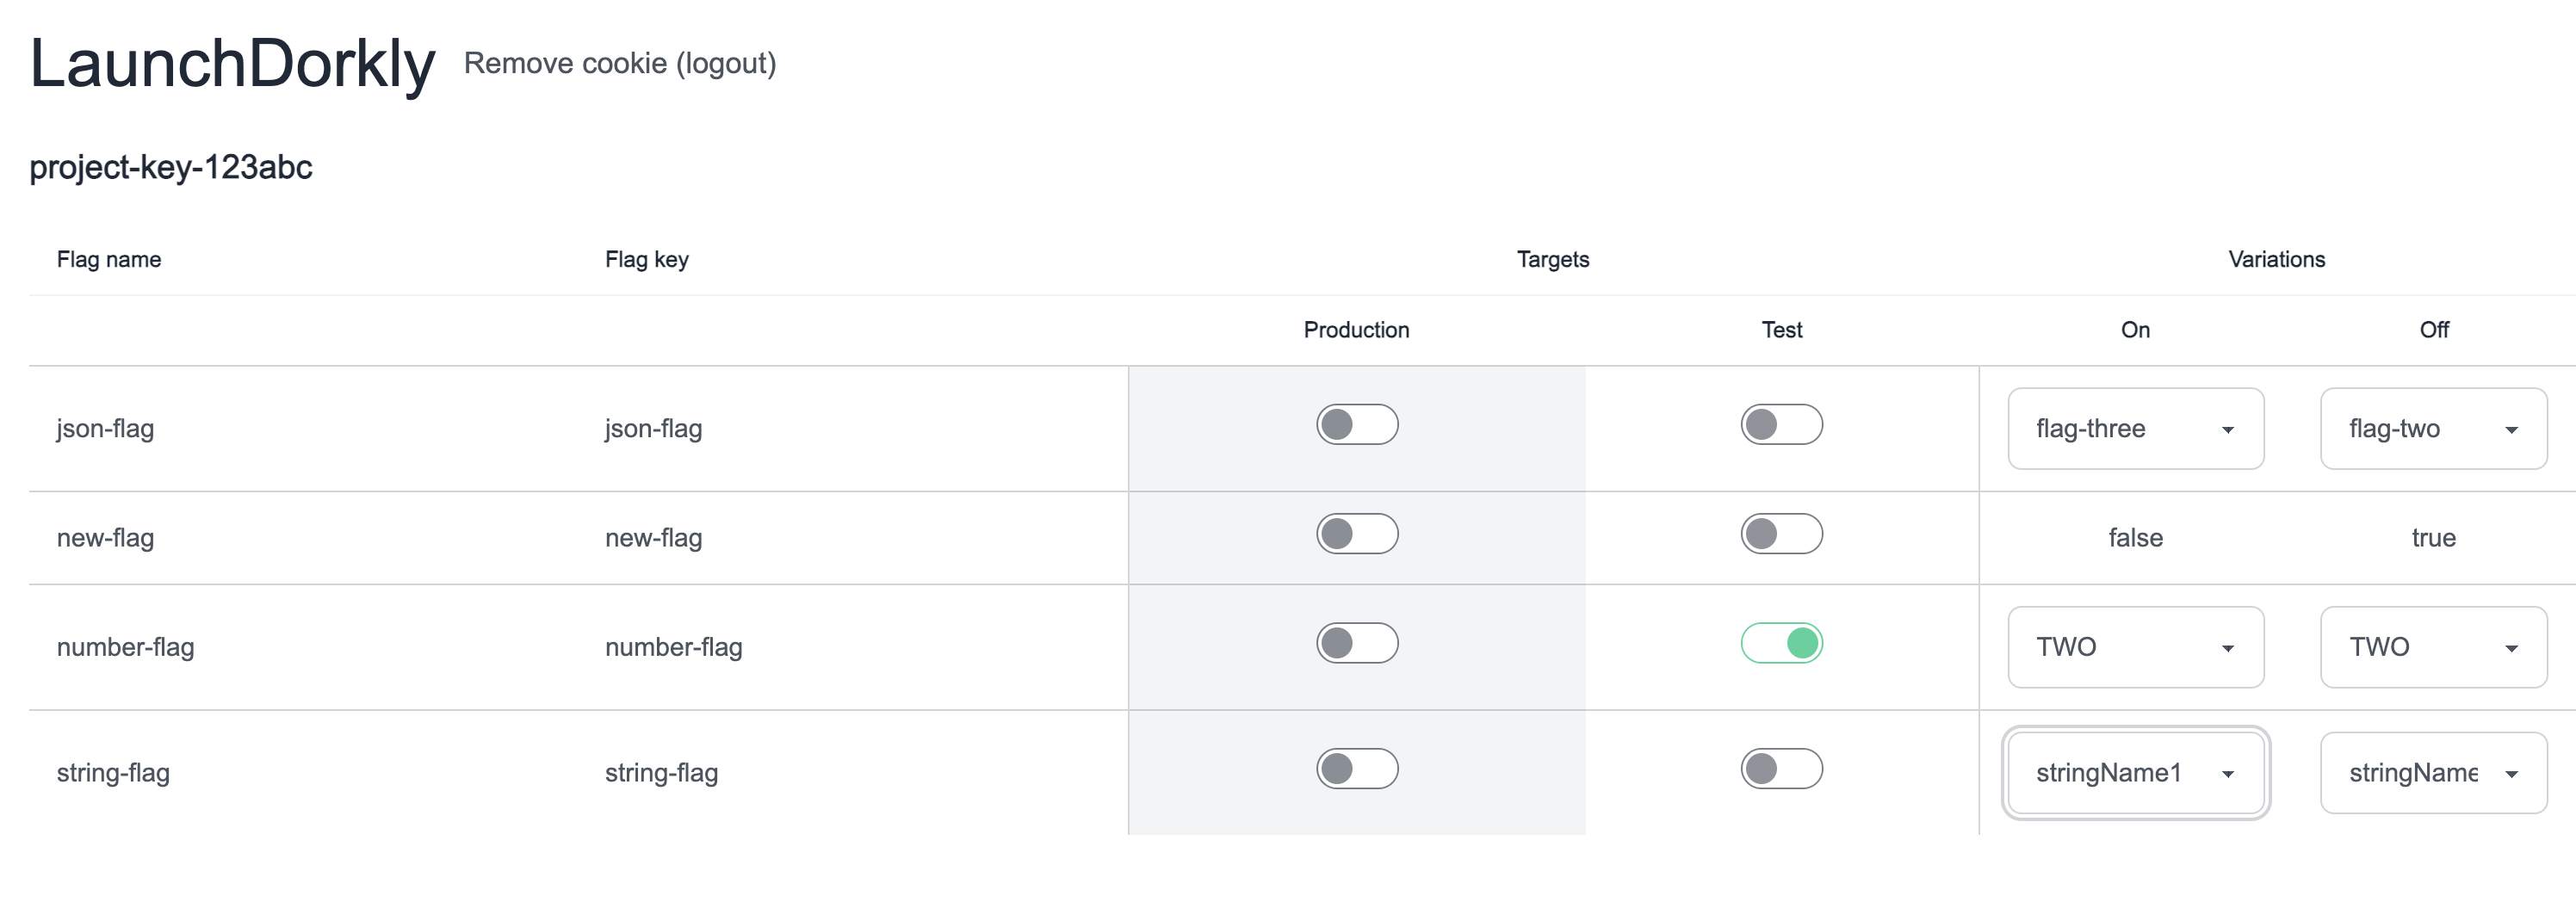 LaunchDorkly Remove cookie (logout)
project-key-123abc
Flag name Flag key Targets Variations
Production Test On Off
json-flag json-flag flag-three flag-two
new-flag new-flag false true
number-flag number-flag TWO TWO
string-flag string-flag stringName1 stringName